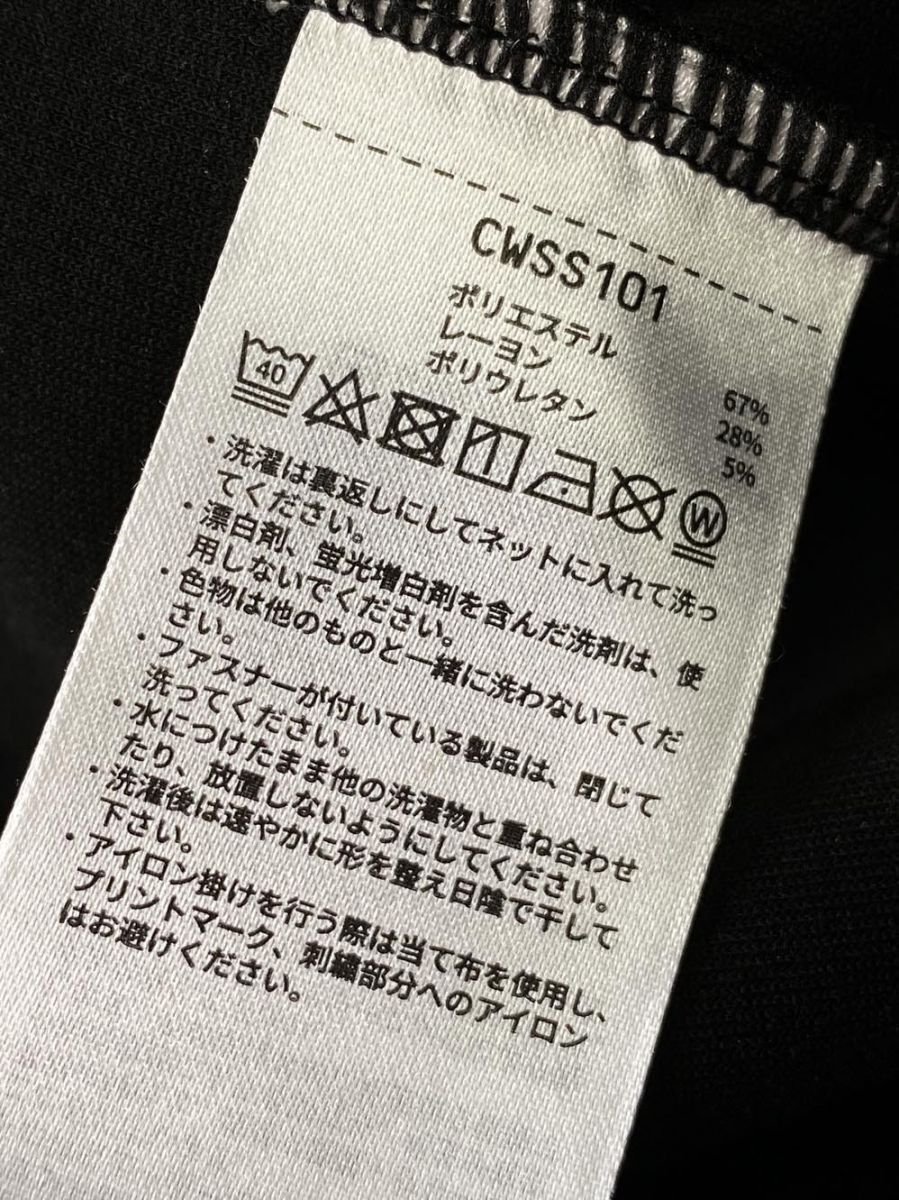 CWSS101
ポリエステル 67%
レーヨン 28%
ポリウレタン 5%
40 W
・洗濯は裏返しにしてネットに入れて洗っ
てください。
・漂白剤、蛍光増白剤を含んだ洗剤は、使
用しないでください。
・色物は他のものと一緒に洗わないでくだ
さい。
・ファスナーが付いている製品は、閉じて
洗ってください。
・水につけたまま他の洗濯物と重ね合わせ
たり、放置しないようにしてください。
・洗濯後は速やかに形を整え日陰で干して
下さい。
・アイロン掛けを行う際は当て布を使用し、
プリントマーク、刺繍部分へのアイロン
はお避けください。